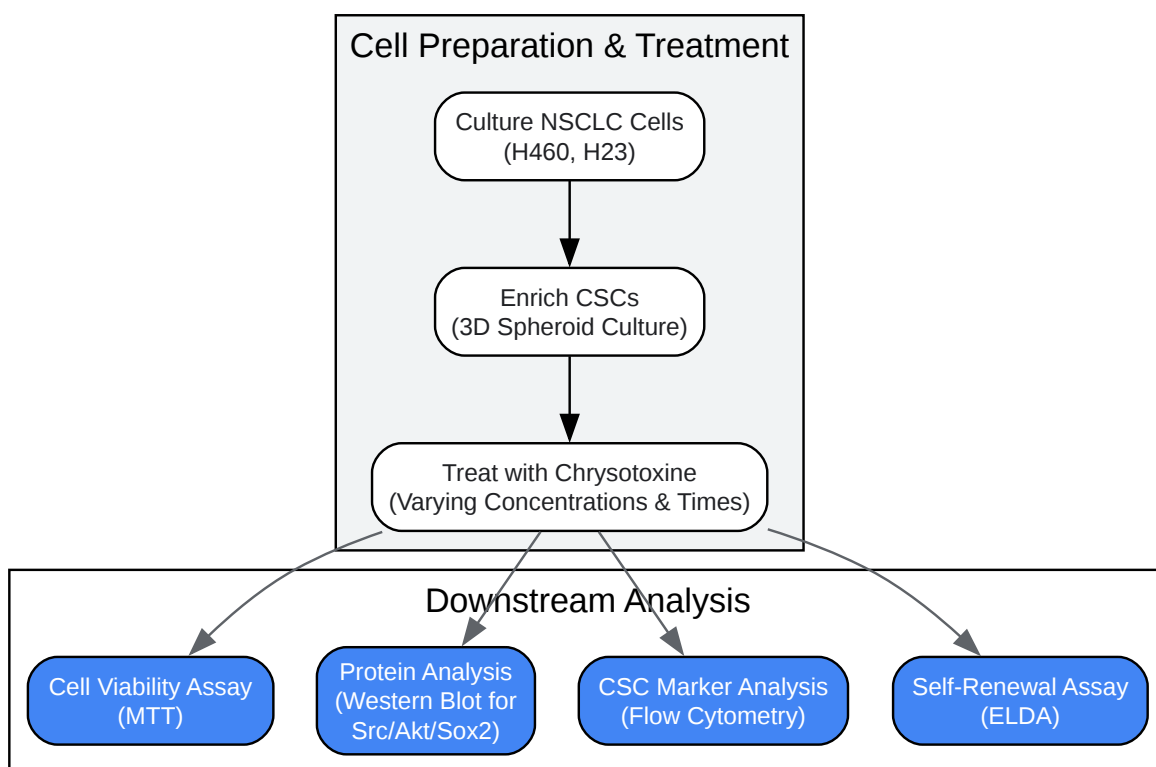 Cell Preparation & Treatment
Culture NSCLC Cells
(H460, H23)
Enrich CSCs
(3D Spheroid Culture)
Treat with Chrysotoxine
(Varying Concentrations & Times)
Downstream Analysis
Cell Viability Assay
(MTT)
Protein Analysis
(Western Blot for
Src/Akt/Sox2)
CSC Marker Analysis
(Flow Cytometry)
Self-Renewal Assay
(ELDA)